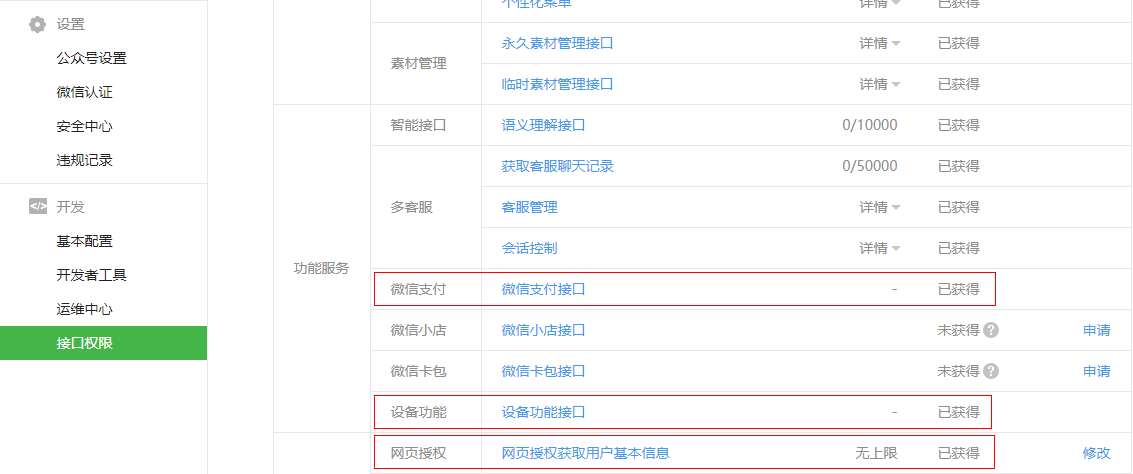 设置
公众号设置
微信认证
安全中心
违规记录
</>
开发
基本配置
开发者工具
运维中心
接口权限
个性化菜单 详情 已获得
素材管理
永久素材管理接口 详情 已获得
临时素材管理接口 详情 已获得
功能服务
智能接口 语义理解接口 0/10000 已获得
多客服
获取客服聊天记录 0/50000 已获得
客服管理 详情 已获得
会话控制 详情 已获得
微信支付 微信支付接口 - 已获得
微信小店 微信小店接口 未获得 ? 申请
微信卡包 微信卡包接口 未获得 ? 申请
设备功能 设备功能接口 - 已获得
网页授权 网页授权获取用户基本信息 无上限 已获得 修改